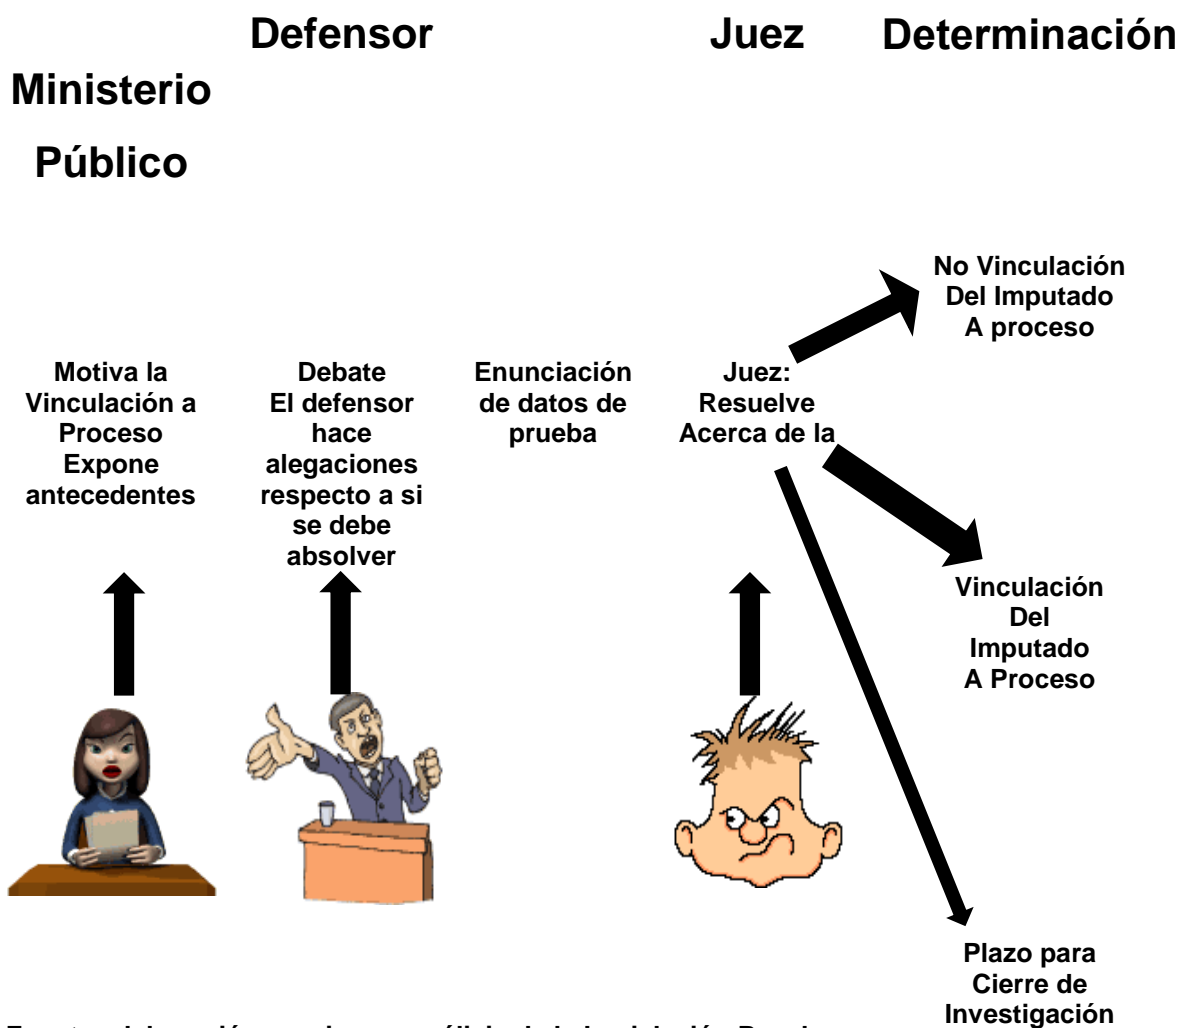 Defensor
Juez
Determinación
Ministerio
Público
Motiva la
Vinculación a
Proceso
Expone
antecedentes
Debate
El defensor
hace
alegaciones
respecto a si
se debe
absolver
Enunciación
de datos de
prueba
Juez:
Resuelve
Acerca de la
No Vinculación
Del Imputado
A proceso
Vinculación
Del
Imputado
A Proceso
Plazo para
Cierre de
Investigación